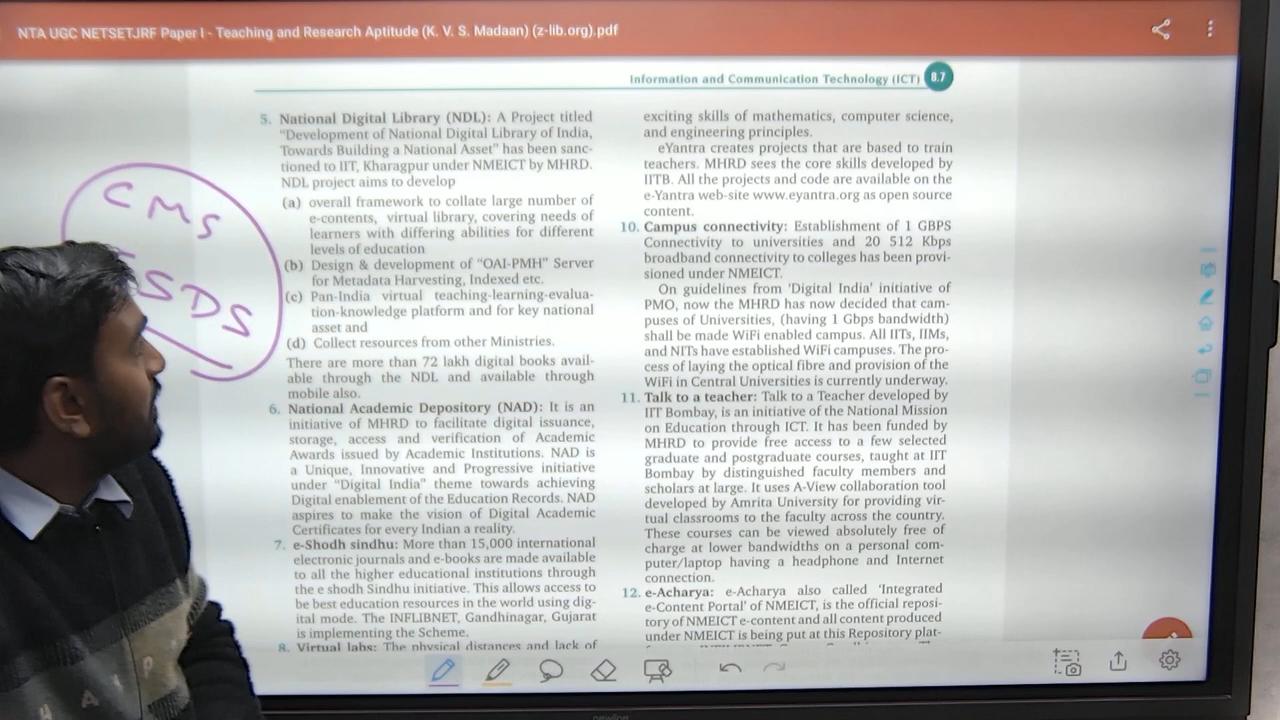 NTA UGC NETSETJRF Paper I - Teaching and Research Aptitude (K. V. S. Madaan) (z-lib.org).pdf
Information and Communication Technology (ICT) 8.7
CMS
SDS
5. National Digital Library (NDL): A Project titled
"Development of National Digital Library of India,
Towards Building a National Asset" has been sanc-
tioned to IIT, Kharagpur under NMEICT by MHRD.
NDL project aims to develop
(a) overall framework to collate large number of
e-contents, virtual library, covering needs of
learners with differing abilities for different
levels of education
(b) Design & development of "OAI-PMH" Server
for Metadata Harvesting, Indexed etc.
(c) Pan-India virtual teaching-learning-evalua-
tion-knowledge platform and for key national
asset and
(d) Collect resources from other Ministries.
There are more than 72 lakh digital books avail-
able through the NDL and available through
mobile also.
6. National Academic Depository (NAD): It is an
initiative of MHRD to facilitate digital issuance,
storage, access and verification of Academic
Awards issued by Academic Institutions. NAD is
a Unique, Innovative and Progressive initiative
under "Digital India" theme towards achieving
Digital enablement of the Education Records. NAD
aspires to make the vision of Digital Academic
Certificates for every Indian a reality.
7. e-Shodh sindhu: More than 15,000 international
electronic journals and e-books are made available
to all the higher educational institutions through
the e shodh Sindhu initiative. This allows access to
be best education resources in the world using dig-
ital mode. The INFLIBNET, Gandhinagar, Gujarat
is implementing the Scheme.
8. Virtual labs: The physical distances and lack of
exciting skills of mathematics, computer science,
and engineering principles.
eYantra creates projects that are based to train
teachers. MHRD sees the core skills developed by
IITB. All the projects and code are available on the
e-Yantra web-site www.eyantra.org as open source
content.
10. Campus connectivity: Establishment of 1 GBPS
Connectivity to universities and 20 512 Kbps
broadband connectivity to colleges has been provi-
sioned under NMEICT.
On guidelines from 'Digital India' initiative of
PMO, now the MHRD has now decided that cam-
puses of Universities, (having 1 Gbps bandwidth)
shall be made WiFi enabled campus. All IITs, IIMs,
and NITs have established WiFi campuses. The pro-
cess of laying the optical fibre and provision of the
WiFi in Central Universities is currently underway.
11. Talk to a teacher: Talk to a Teacher developed by
IIT Bombay, is an initiative of the National Mission
on Education through ICT. It has been funded by
MHRD to provide free access to a few selected
graduate and postgraduate courses, taught at IIT
Bombay by distinguished faculty members and
scholars at large. It uses A-View collaboration tool
developed by Amrita University for providing vir-
tual classrooms to the faculty across the country.
These courses can be viewed absolutely free of
charge at lower bandwidths on a personal com-
puter/laptop having a headphone and Internet
connection.
12. e-Acharya: e-Acharya also called 'Integrated
e-Content Portal' of NMEICT, is the official reposi-
tory of NMEICT e-content and all content produced
under NMEICT is being put at this Repository plat-
newline